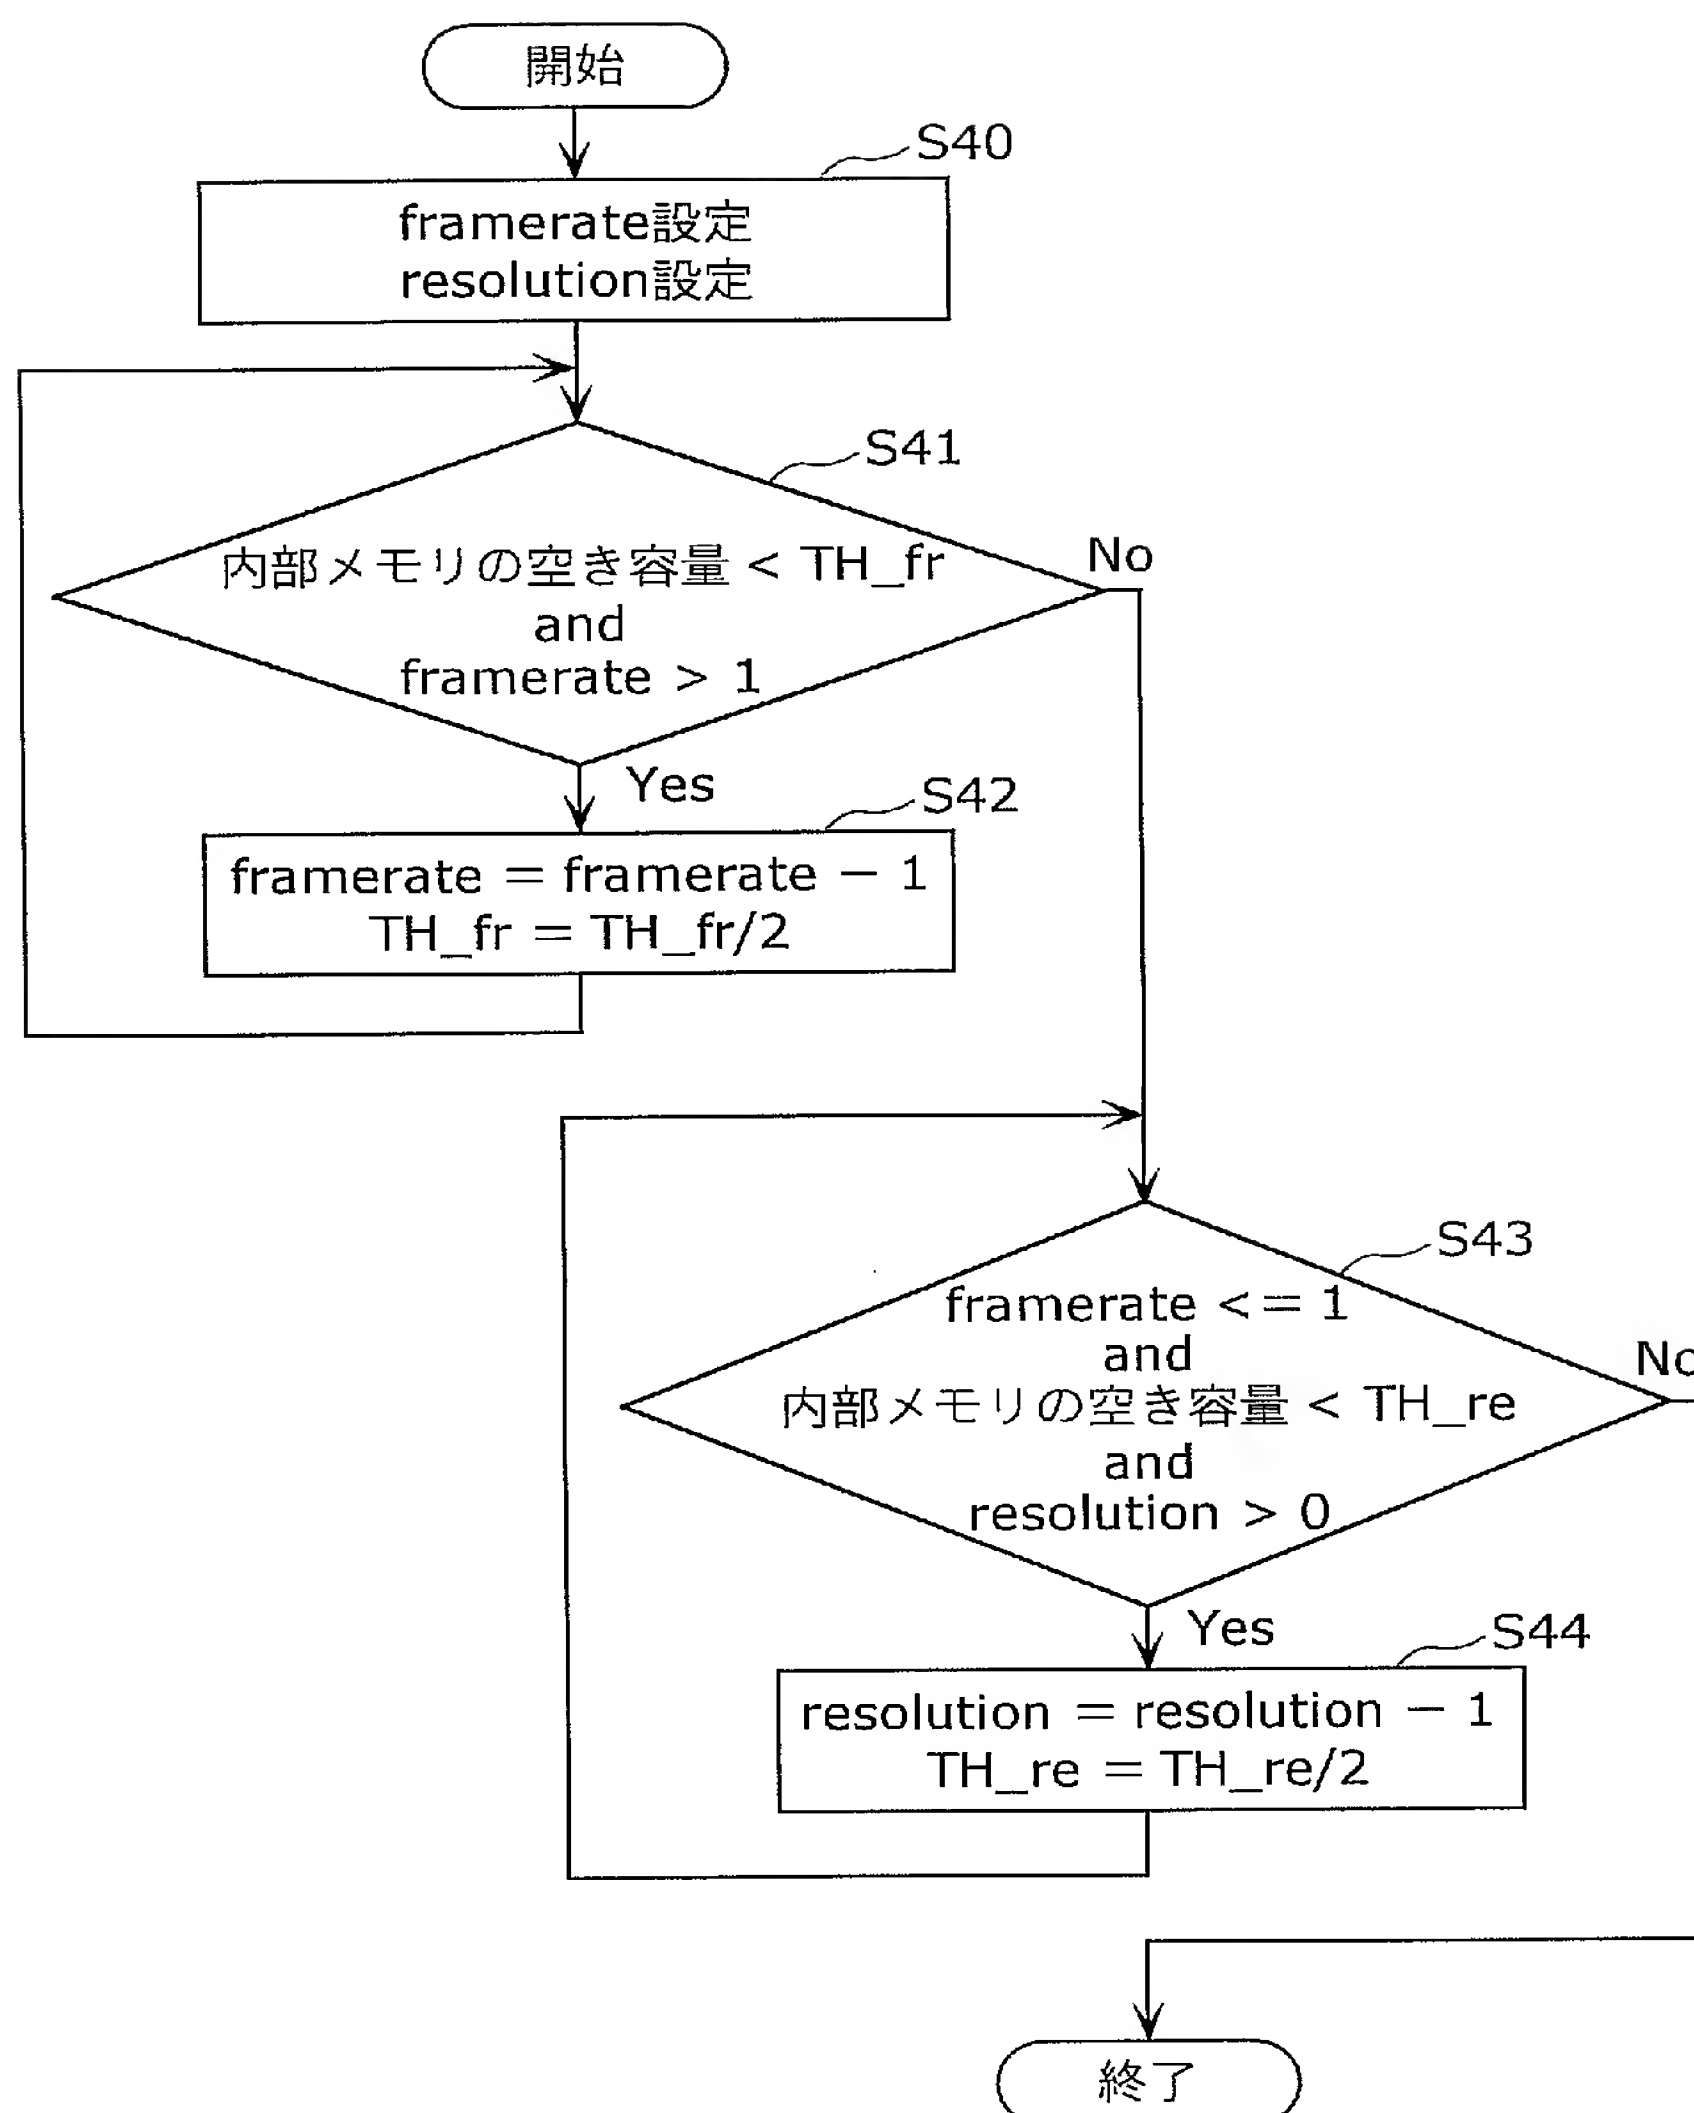 開始
S40
framerate設定
resolution設定
S41
内部メモリの空き容量 < TH_fr
and
framerate > 1
No
Yes
S42
framerate = framerate − 1
TH_fr = TH_fr/2
S43
framerate <= 1
and
内部メモリの空き容量 < TH_re
and
resolution > 0
No
Yes
S44
resolution = resolution − 1
TH_re = TH_re/2
終了